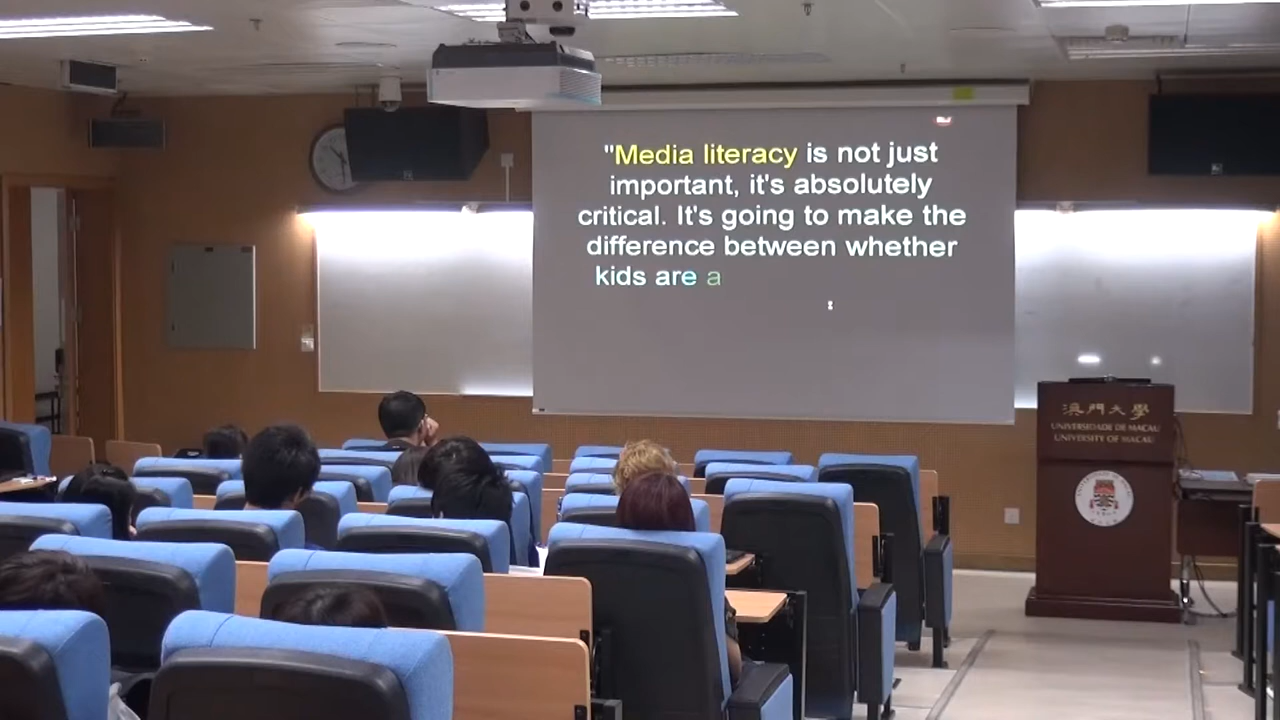 "Media literacy is not just
important, it's absolutely
critical. It's going to make the
difference between whether
kids are a
澳門大學
UNIVERSIDADE DE MACAU
UNIVERSITY OF MACAU